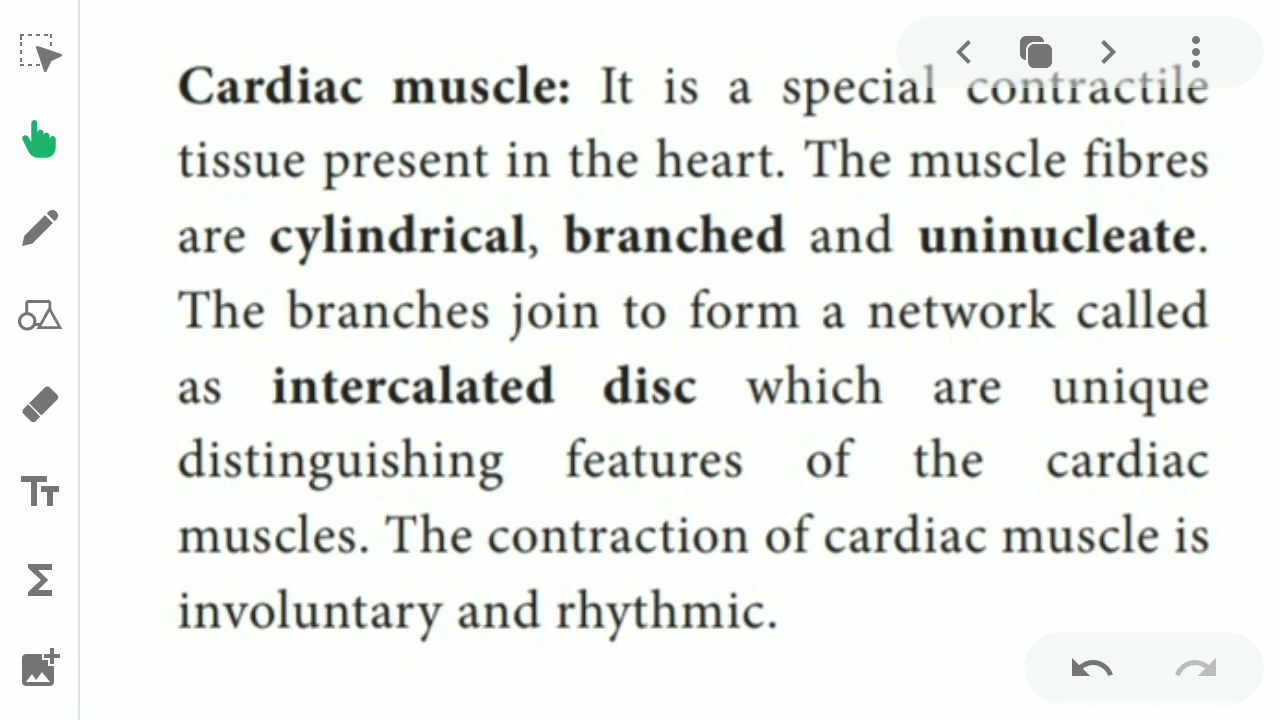 Cardiac muscle: It is a special contractile
tissue present in the heart. The muscle fibres
are cylindrical, branched and uninucleate.
The branches join to form a network called
as intercalated disc which are unique
distinguishing features of the cardiac
muscles. The contraction of cardiac muscle is
involuntary and rhythmic.